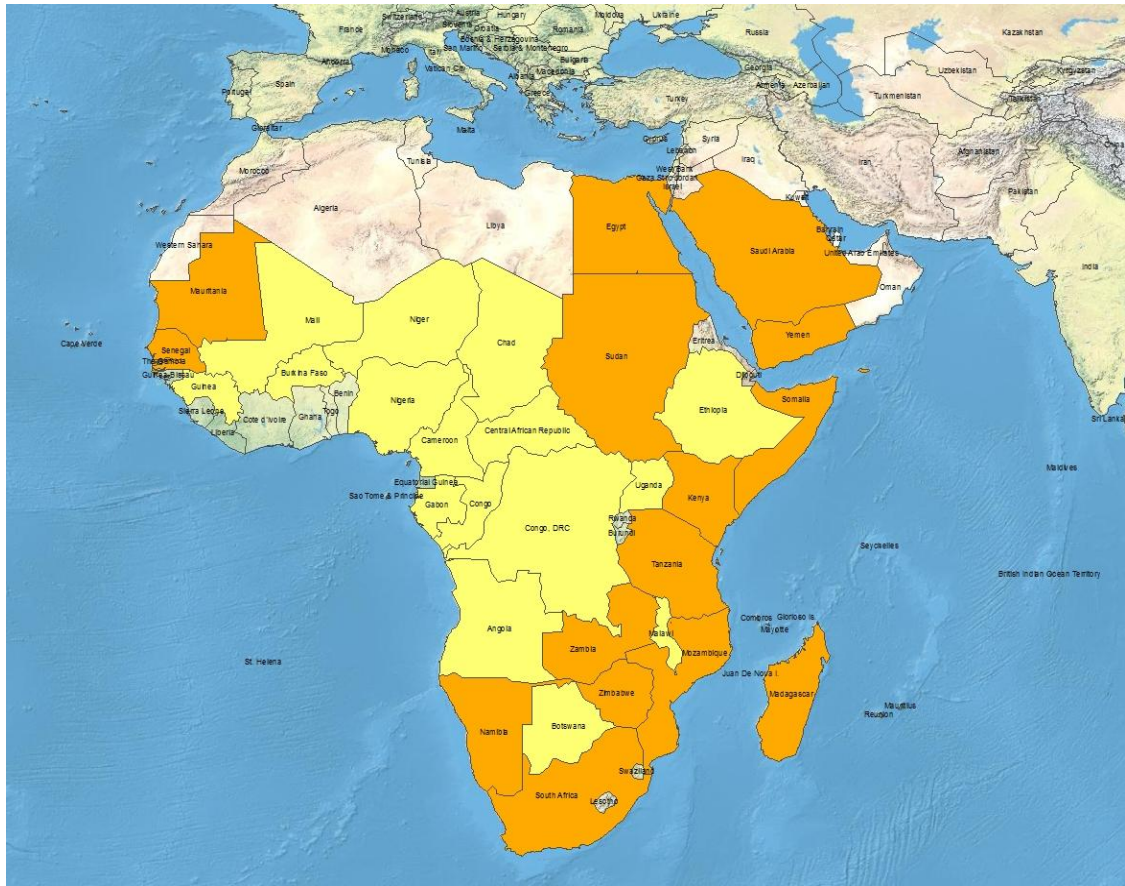 France
Switzerland
Austria
Hungary
Moldova
Ukraine
Russia
Kazakhstan
Slovenia
Croatia
Romania
Monaco
Italy
San Marino
Bosnia & Herzegovina
Serbia & Montenegro
Bulgaria
Andorra
Vatican City
Albania
Macedonia
Georgia
Uzbekistan
Kyrgyzstan
Portugal
Spain
Greece
Turkey
Armenia
Azerbaijan
Turkmenistan
Tajikistan
Gibraltar
Malta
Cyprus
Syria
Lebanon
Iraq
Iran
Afghanistan
China
Morocco
Tunisia
West Bank
Gaza Strip
Jordan
Israel
Kuwait
Pakistan
Algeria
Libya
Egypt
Western Sahara
Saudi Arabia
Bahrain
Qatar
United Arab Emirates
Oman
India
Mauritania
Mali
Niger
Chad
Sudan
Eritrea
Yemen
Cape Verde
Senegal
The Gambia
Guinea-Bissau
Guinea
Burkina Faso
Djibouti
Somalia
Sierra Leone
Liberia
Cote d'Ivoire
Ghana
Togo
Benin
Nigeria
Cameroon
Central African Republic
Ethiopia
Sri Lanka
Maldives
Equatorial Guinea
Sao Tome & Principe
Gabon
Congo
Congo, DRC
Uganda
Kenya
Rwanda
Burundi
Tanzania
Seychelles
British Indian Ocean Territory
Angola
Zambia
Malawi
Mozambique
Comoros
Glorioso Is.
Mayotte
Juan De Nova I.
St. Helena
Namibia
Botswana
Zimbabwe
Madagascar
Mauritius
Reunion
South Africa
Swaziland
Lesotho